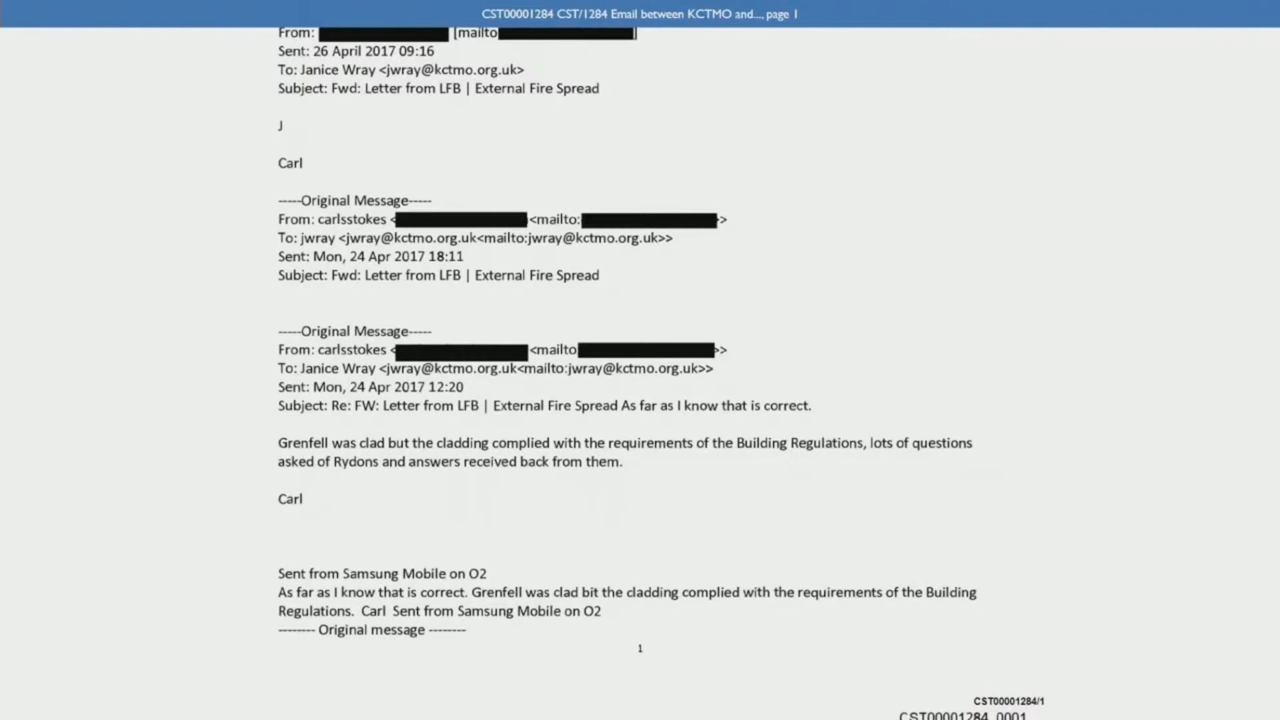 CST00001284 CST/1284 Email between KCTMO and..., page 1
From: [mailto ]
Sent: 26 April 2017 09:16
To: Janice Wray <jwray@kctmo.org.uk>
Subject: Fwd: Letter from LFB | External Fire Spread
J
Carl
-----Original Message-----
From: carlsstokes < <mailto: >>
To: jwray <jwray@kctmo.org.uk<mailto:jwray@kctmo.org.uk>>
Sent: Mon, 24 Apr 2017 18:11
Subject: Fwd: Letter from LFB | External Fire Spread
-----Original Message-----
From: carlsstokes < <mailto >>
To: Janice Wray <jwray@kctmo.org.uk<mailto:jwray@kctmo.org.uk>>
Sent: Mon, 24 Apr 2017 12:20
Subject: Re: FW: Letter from LFB | External Fire Spread As far as I know that is correct.
Grenfell was clad but the cladding complied with the requirements of the Building Regulations, lots of questions
asked of Rydons and answers received back from them.
Carl
Sent from Samsung Mobile on O2
As far as I know that is correct. Grenfell was clad bit the cladding complied with the requirements of the Building
Regulations. Carl Sent from Samsung Mobile on O2
-------- Original message --------
1
CST00001284/1
CST00001284_0001